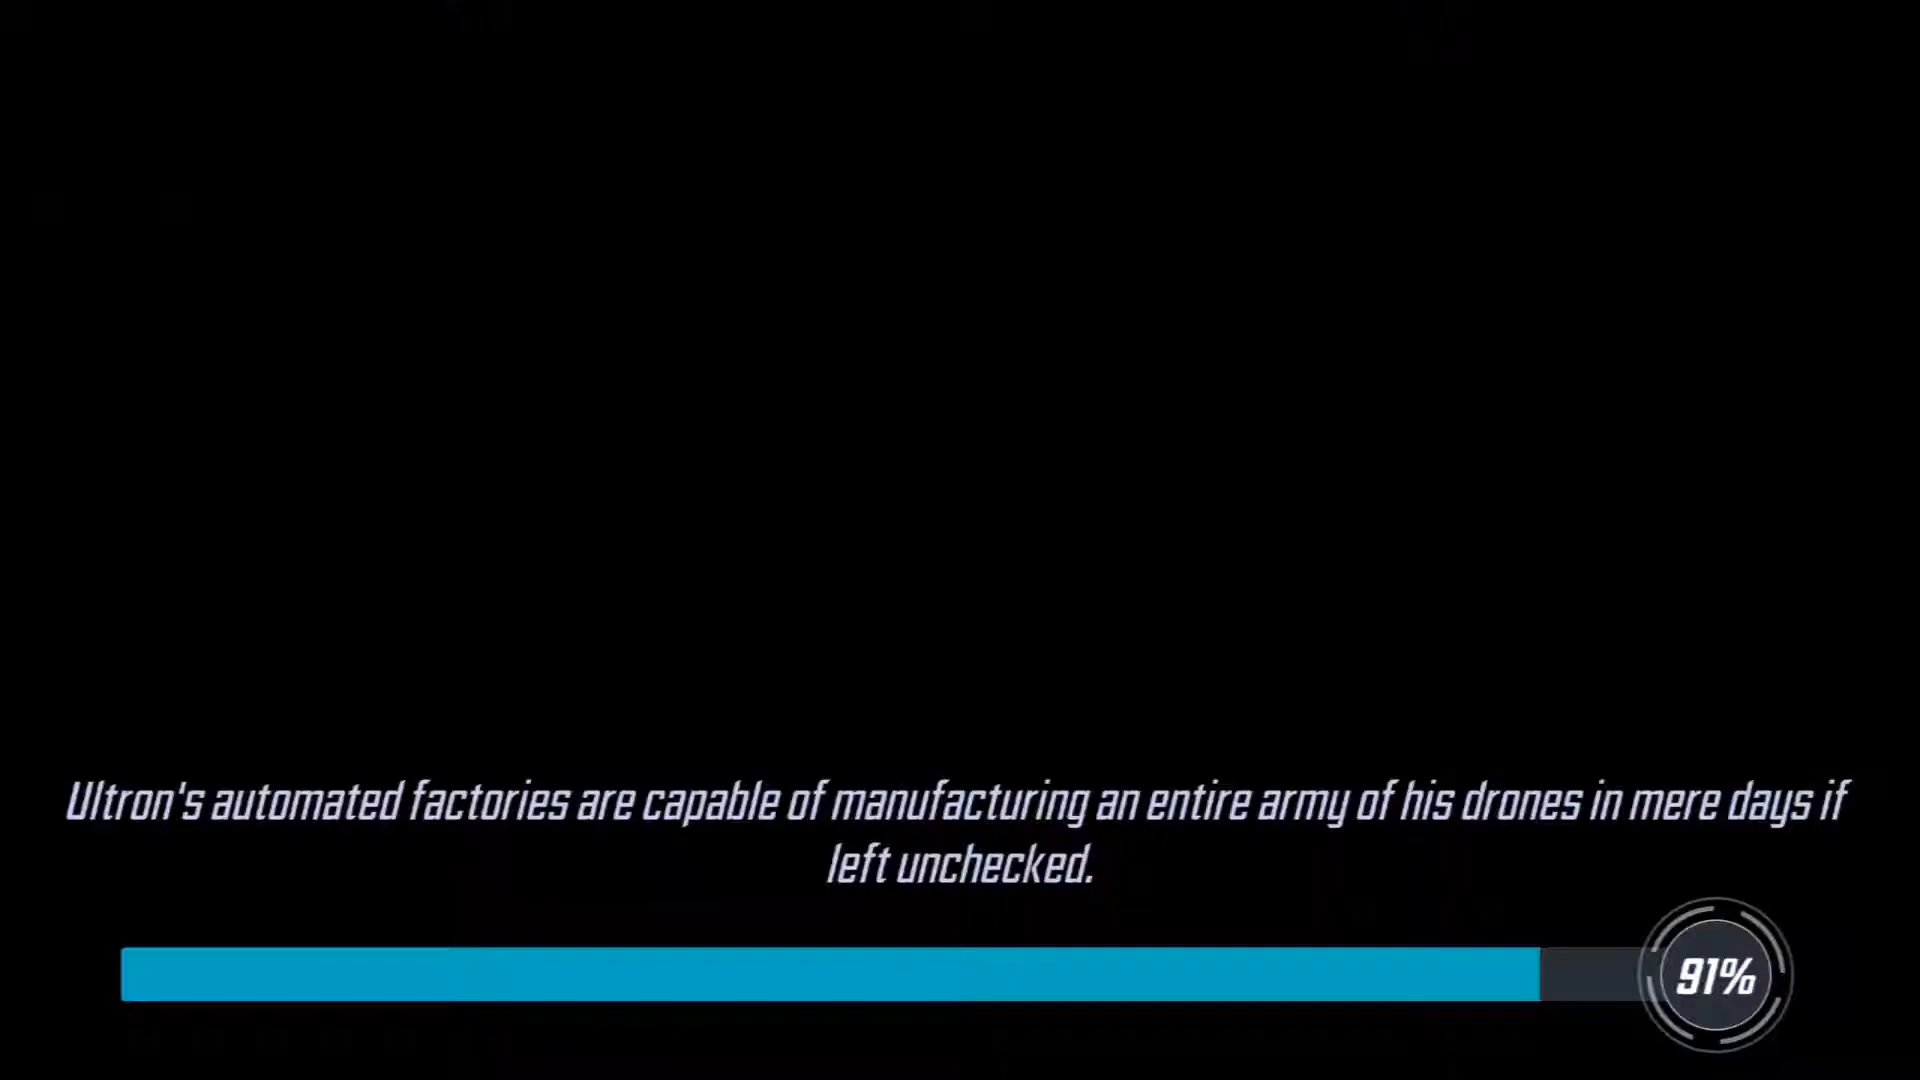 Ultron's automated factories are capable of manufacturing an entire army of his drones in mere days if
left unchecked.
91%